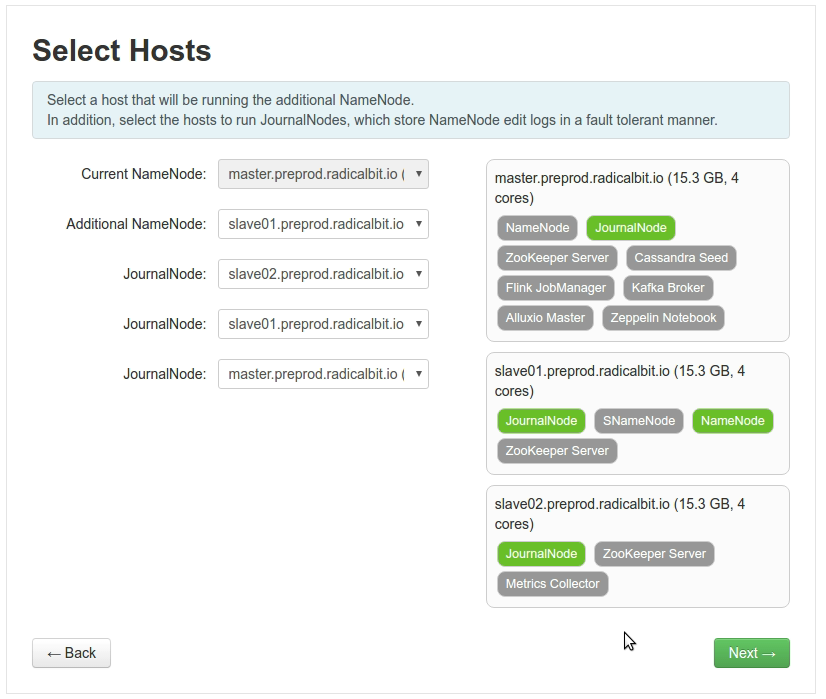 Select Hosts
Select a host that will be running the additional NameNode.
In addition, select the hosts to run JournalNodes, which store NameNode edit logs in a fault tolerant manner.
Current NameNode: master.preprod.radicalbit.io (
Additional NameNode: slave01.preprod.radicalbit.io
JournalNode: slave02.preprod.radicalbit.io
JournalNode: slave01.preprod.radicalbit.io
JournalNode: master.preprod.radicalbit.io (
master.preprod.radicalbit.io (15.3 GB, 4
cores)
NameNode JournalNode
ZooKeeper Server Cassandra Seed
Flink JobManager Kafka Broker
Alluxio Master Zeppelin Notebook
slave01.preprod.radicalbit.io (15.3 GB, 4
cores)
JournalNode SNameNode NameNode
ZooKeeper Server
slave02.preprod.radicalbit.io (15.3 GB, 4
cores)
JournalNode ZooKeeper Server
Metrics Collector
← Back
Next →